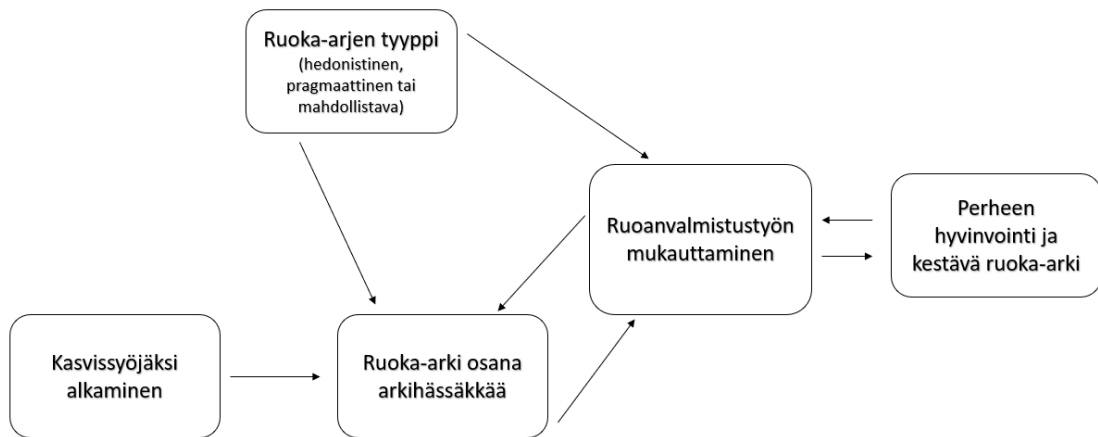 Ruoka-arjen tyyppi
(hedonistinen,
pragmaattinen tai
mahdollistava)
Ruoanvalmistustyön
mukauttaminen
Perheen
hyvinvointi ja
kestävä ruoka-arki
Kasvissyöjäksi
alkaminen
Ruoka-arki osana
arkihässäkkää